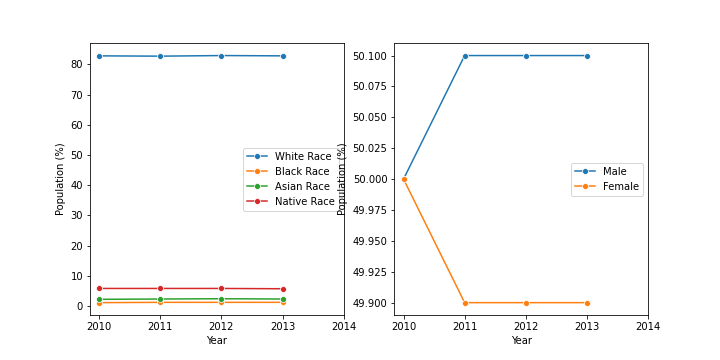 80
70
60
50
40
30
20
10
0
Population (%)
2010 2011 2012 2013 2014
Year
White Race
Black Race
Asian Race
Native Race
50.100
50.075
50.050
50.025
50.000
49.975
49.950
49.925
49.900
Population (%)
2010 2011 2012 2013 2014
Year
Male
Female